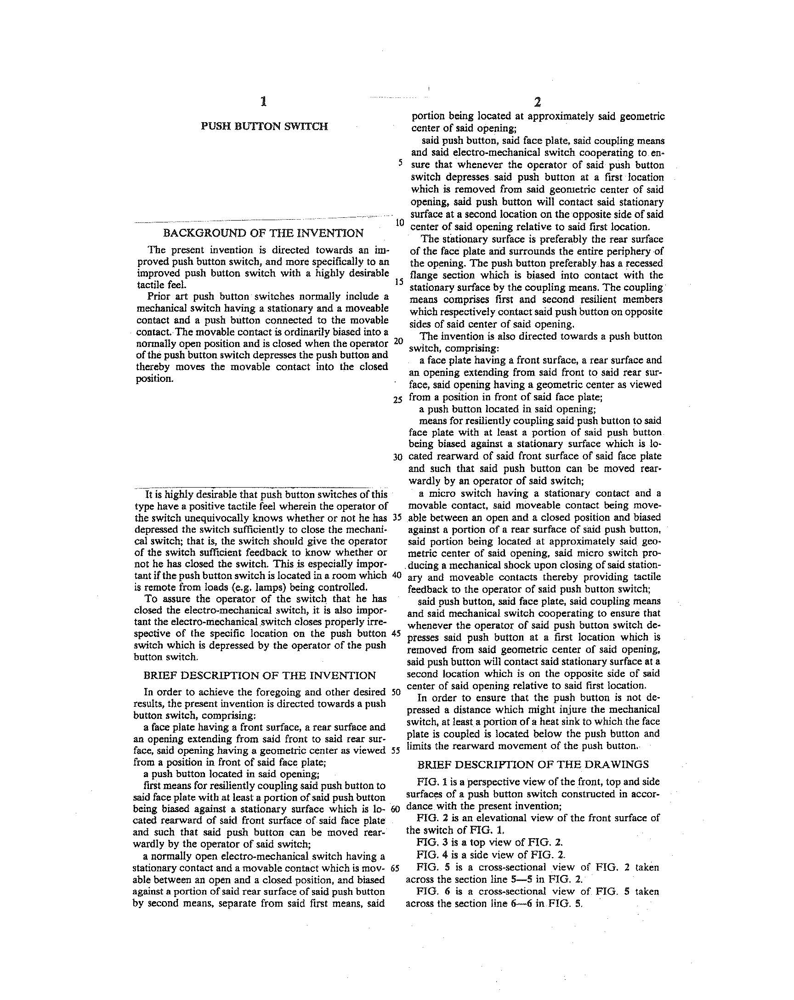 1
PUSH BUTTON SWITCH
BACKGROUND OF THE INVENTION
The present invention is directed towards an im-
proved push button switch, and more specifically to an
improved push button switch with a highly desirable
tactile feel.
Prior art push button switches normally include a
mechanical switch having a stationary and a moveable
contact and a push button connected to the movable
contact. The movable contact is ordinarily biased into a
normally open position and is closed when the operator
of the push button switch depresses the push button and
thereby moves the movable contact into the closed
position.
It is highly desirable that push button switches of this
type have a positive tactile feel wherein the operator of
the switch unequivocally knows whether or not he has
depressed the switch sufficiently to close the mechani-
cal switch; that is, the switch should give the operator
of the switch sufficient feedback to know whether or
not he has closed the switch. This is especially impor-
tant if the push button switch is located in a room which
is remote from loads (e.g. lamps) being controlled.
To assure the operator of the switch that he has
closed the electro-mechanical switch, it is also impor-
tant the electro-mechanical switch closes properly irre-
spective of the specific location on the push button
switch which is depressed by the operator of the push
button switch.
BRIEF DESCRIPTION OF THE INVENTION
In order to achieve the foregoing and other desired
results, the present invention is directed towards a push
button switch, comprising:
a face plate having a front surface, a rear surface and
an opening extending from said front to said rear sur-
face, said opening having a geometric center as viewed
from a position in front of said face plate;
a push button located in said opening;
first means for resiliently coupling said push button to
said face plate with at least a portion of said push button
being biased against a stationary surface which is lo-
cated rearward of said front surface of said face plate
and such that said push button can be moved rear-
wardly by the operator of said switch;
a normally open electro-mechanical switch having a
stationary contact and a movable contact which is mov-
able between an open and a closed position, and biased
against a portion of said rear surface of said push button
by second means, separate from said first means, said
5
10
15
20
25
30
35
40
45
50
55
60
65
2
portion being located at approximately said geometric
center of said opening;
said push button, said face plate, said coupling means
and said electro-mechanical switch cooperating to en-
sure that whenever the operator of said push button
switch depresses said push button at a first location
which is removed from said geometric center of said
opening, said push button will contact said stationary
surface at a second location on the opposite side of said
center of said opening relative to said first location.
The stationary surface is preferably the rear surface
of the face plate and surrounds the entire periphery of
the opening. The push button preferably has a recessed
flange section which is biased into contact with the
stationary surface by the coupling means. The coupling
means comprises first and second resilient members
which respectively contact said push button on opposite
sides of said center of said opening.
The invention is also directed towards a push button
switch, comprising:
a face plate having a front surface, a rear surface and
an opening extending from said front to said rear sur-
face, said opening having a geometric center as viewed
from a position in front of said face plate;
a push button located in said opening;
means for resiliently coupling said push button to said
face plate with at least a portion of said push button
being biased against a stationary surface which is lo-
cated rearward of said front surface of said face plate
and such that said push button can be moved rear-
wardly by an operator of said switch;
a micro switch having a stationary contact and a
movable contact, said moveable contact being move-
able between an open and a closed position and biased
against a portion of a rear surface of said push button,
said portion being located at approximately said geo-
metric center of said opening, said micro switch pro-
ducing a mechanical shock upon closing of said station-
ary and moveable contacts thereby providing tactile
feedback to the operator of said push button switch;
said push button, said face plate, said coupling means
and said mechanical switch cooperating to ensure that
whenever the operator of said push button switch de-
presses said push button at a first location which is
removed from said geometric center of said opening,
said push button will contact said stationary surface at a
second location which is on the opposite side of said
center of said opening relative to said first location.
In order to ensure that the push button is not de-
pressed a distance which might injure the mechanical
switch, at least a portion of a heat sink to which the face
plate is coupled is located below the push button and
limits the rearward movement of the push button.
BRIEF DESCRIPTION OF THE DRAWINGS
FIG. 1 is a perspective view of the front, top and side
surfaces of a push button switch constructed in accor-
dance with the present invention;
FIG. 2 is an elevational view of the front surface of
the switch of FIG. 1.
FIG. 3 is a top view of FIG. 2.
FIG. 4 is a side view of FIG. 2.
FIG. 5 is a cross-sectional view of FIG. 2 taken
across the section line 5—5 in FIG. 2.
FIG. 6 is a cross-sectional view of FIG. 5 taken
across the section line 6—6 in FIG. 5.